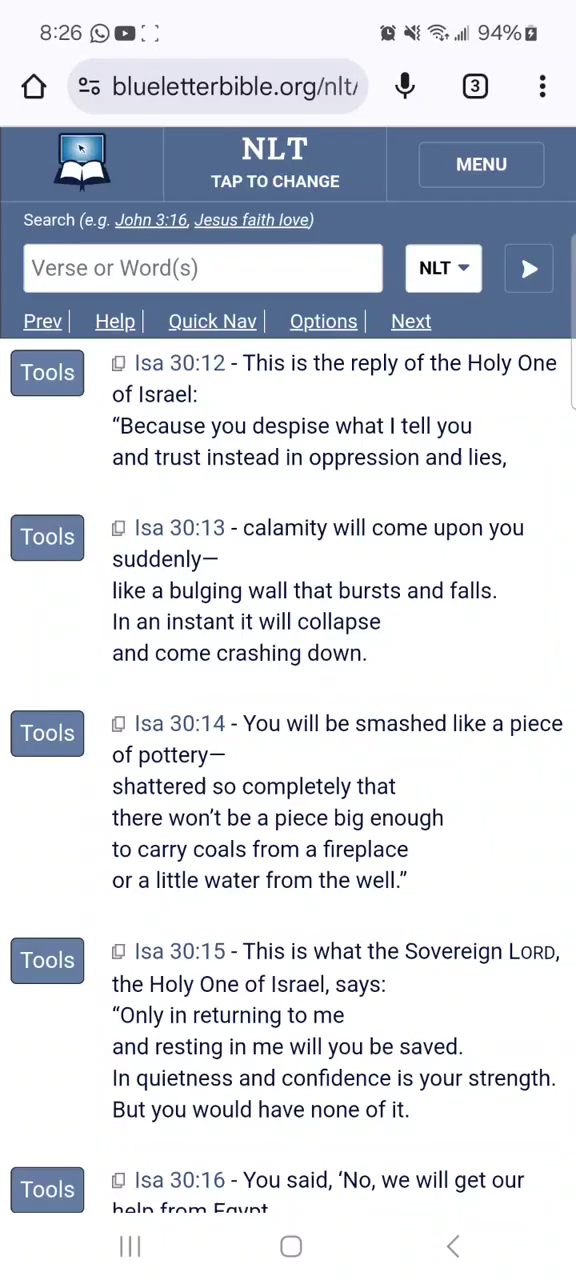 8:26
94%
blueletterbible.org/nlt/
3
NLT
TAP TO CHANGE
MENU
Search (e.g. John 3:16, Jesus faith love)
Verse or Word(s)
NLT
Prev| Help| Quick Nav| Options| Next
Tools
Isa 30:12 - This is the reply of the Holy One
of Israel:
“Because you despise what I tell you
and trust instead in oppression and lies,
Tools
Isa 30:13 - calamity will come upon you
suddenly—
like a bulging wall that bursts and falls.
In an instant it will collapse
and come crashing down.
Tools
Isa 30:14 - You will be smashed like a piece
of pottery—
shattered so completely that
there won’t be a piece big enough
to carry coals from a fireplace
or a little water from the well.”
Tools
Isa 30:15 - This is what the Sovereign LORD,
the Holy One of Israel, says:
“Only in returning to me
and resting in me will you be saved.
In quietness and confidence is your strength.
But you would have none of it.
Tools
Isa 30:16 - You said, ‘No, we will get our
help from Egypt